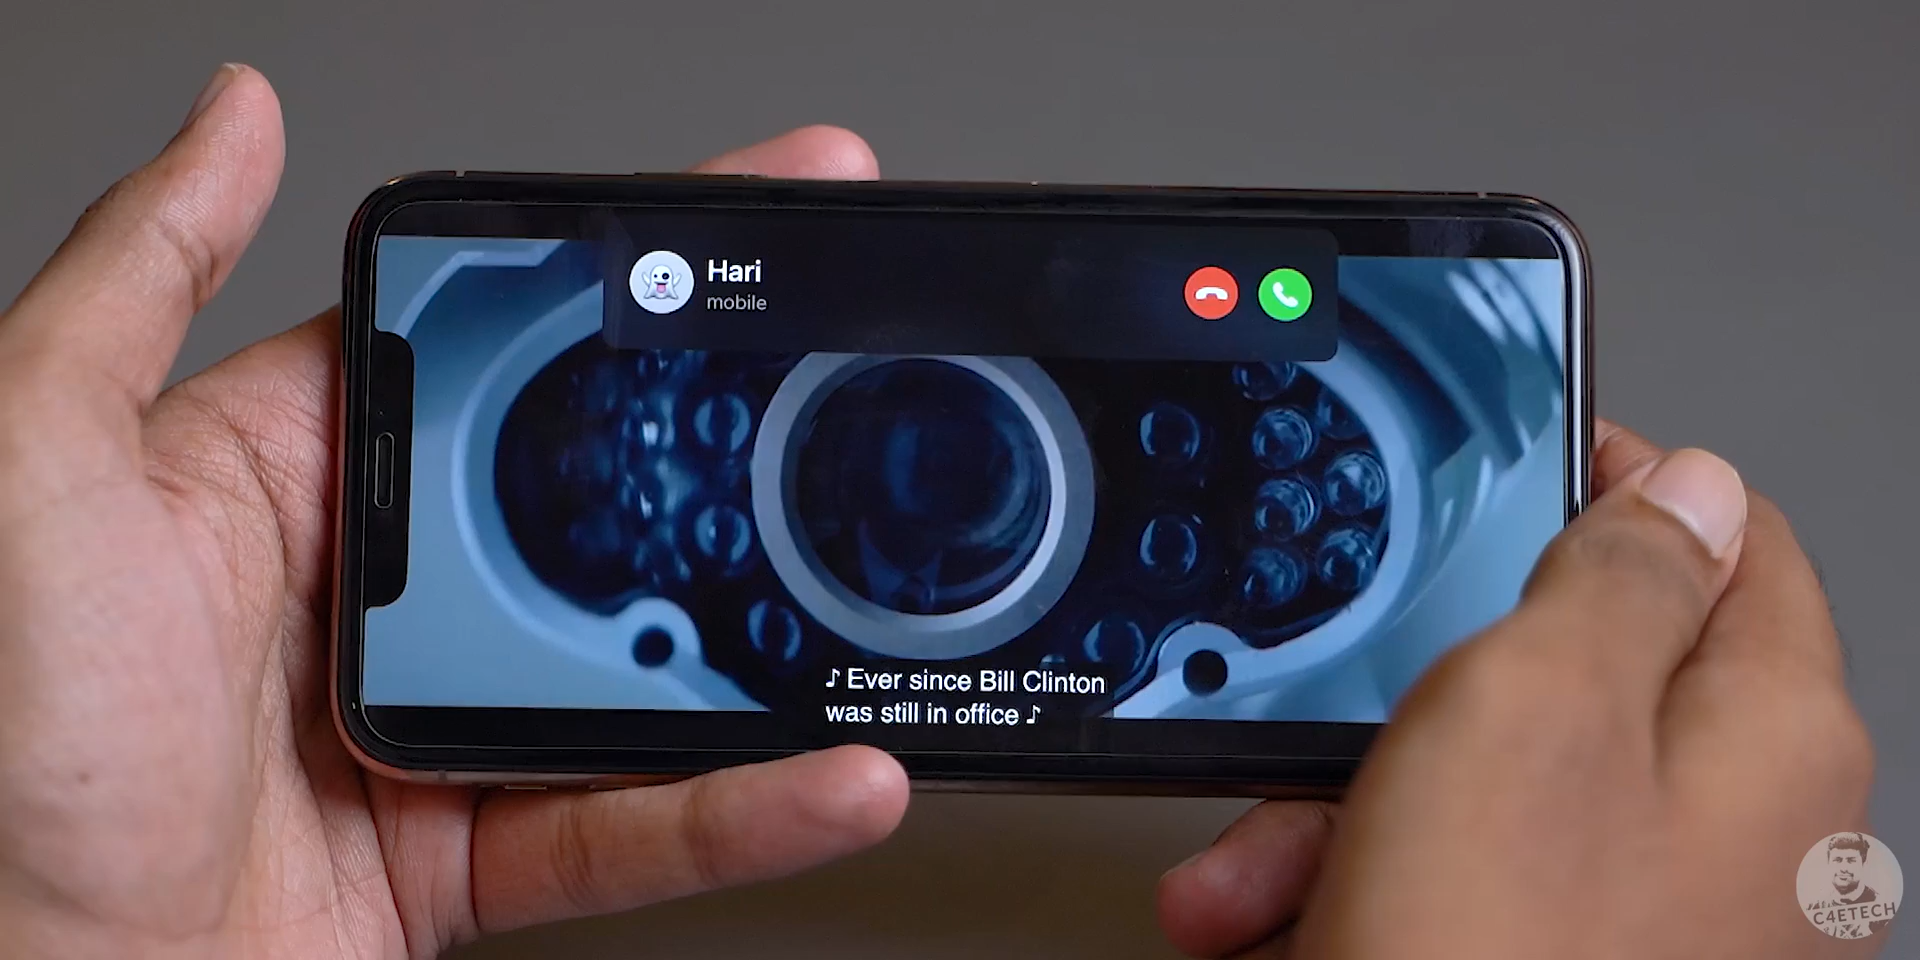 Hari
mobile
♪ Ever since Bill Clinton
was still in office ♪
C4ETECH